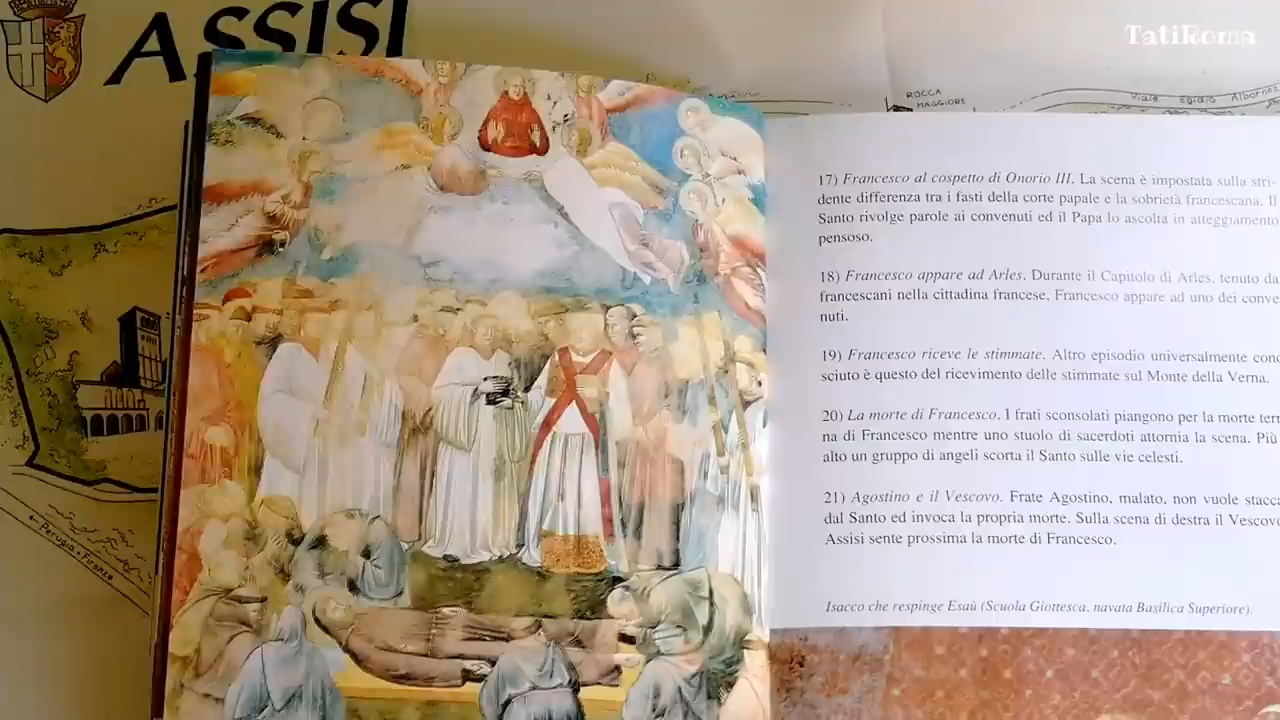 ASSISI
TatiRoma
ROCCA
MAGGIORE
Viale Egidio Albornoz
17) Francesco al cospetto di Onorio III. La scena è impostata sulla stri-
dente differenza tra i fasti della corte papale e la sobrietà francescana. Il
Santo rivolge parole ai convenuti ed il Papa lo ascolta in atteggiamento
pensoso.
18) Francesco appare ad Arles. Durante il Capitolo di Arles, tenuto da
francescani nella cittadina francese, Francesco appare ad uno dei conve
nuti.
19) Francesco riceve le stimmate. Altro episodio universalmente con
sciuto è questo del ricevimento delle stimmate sul Monte della Verna.
20) La morte di Francesco. I frati sconsolati piangono per la morte terr
na di Francesco mentre uno stuolo di sacerdoti attornia la scena. Più
alto un gruppo di angeli scorta il Santo sulle vie celesti.
21) Agostino e il Vescovo. Frate Agostino, malato, non vuole stacc
dal Santo ed invoca la propria morte. Sulla scena di destra il Vescov
Assisi sente prossima la morte di Francesco.
Isacco che respinge Esaù (Scuola Giottesca, navata Basilica Superiore).
← Perugia - Firenze